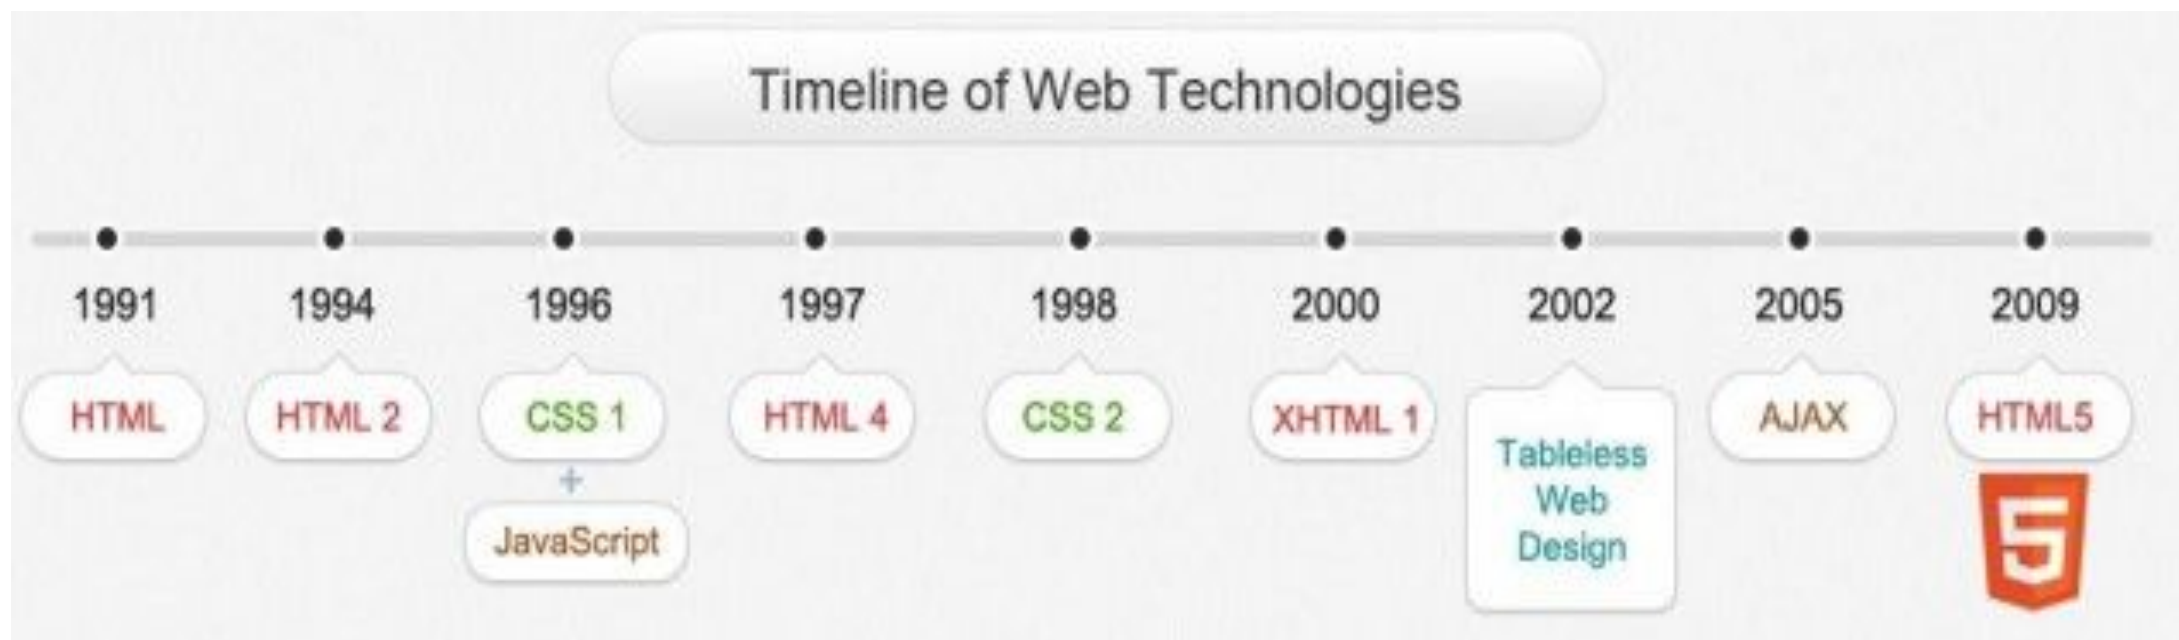 Timeline of Web Technologies
1991 1994 1996 1997 1998 2000 2002 2005 2009
HTML HTML 2 CSS 1 HTML 4 CSS 2 XHTML 1 AJAX HTML5
+
JavaScript
Tableless
Web
Design
5